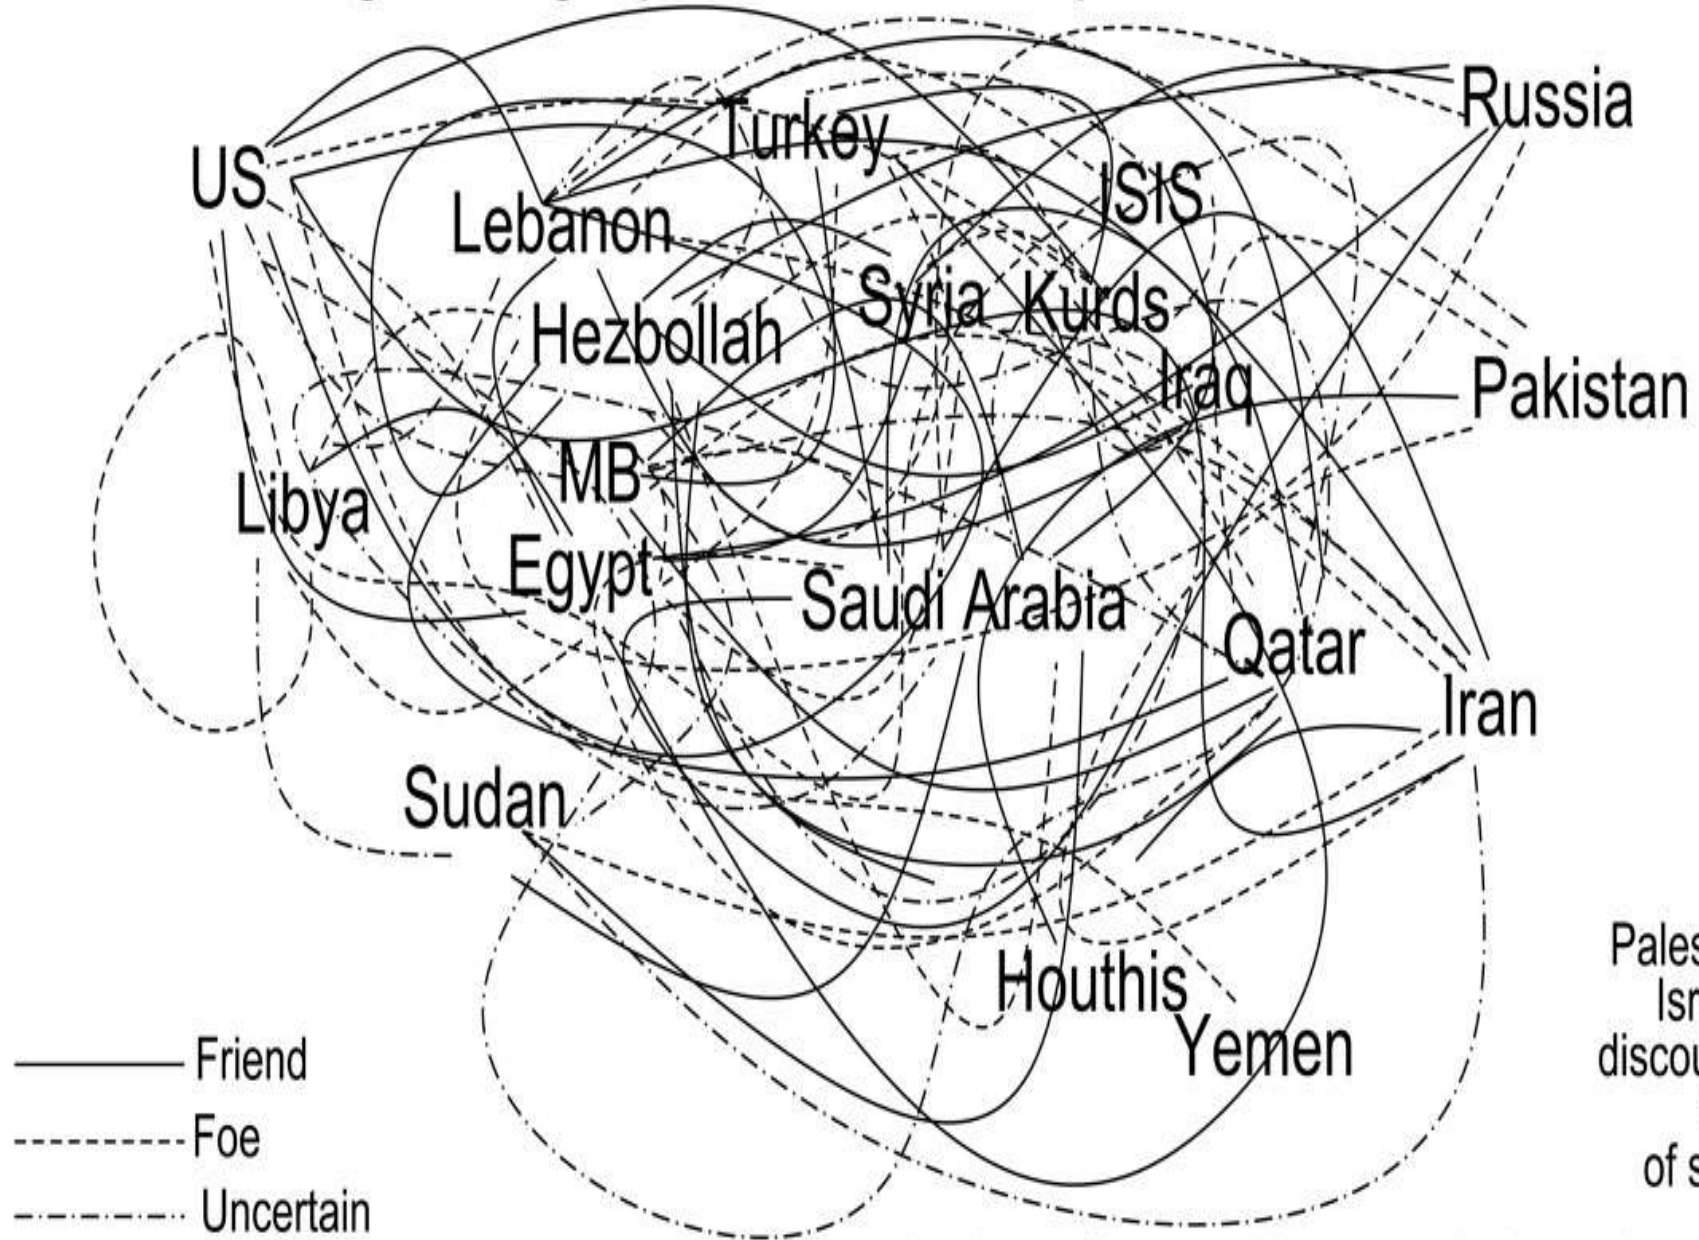 Russia
Turkey
US
ISIS
Lebanon
Syria
Kurds
Hezbollah
Iraq
Pakistan
MB
Libya
Egypt
Saudi Arabia
Qatar
Iran
Sudan
Houthis
Yemen
Friend
Foe
Uncertain
of